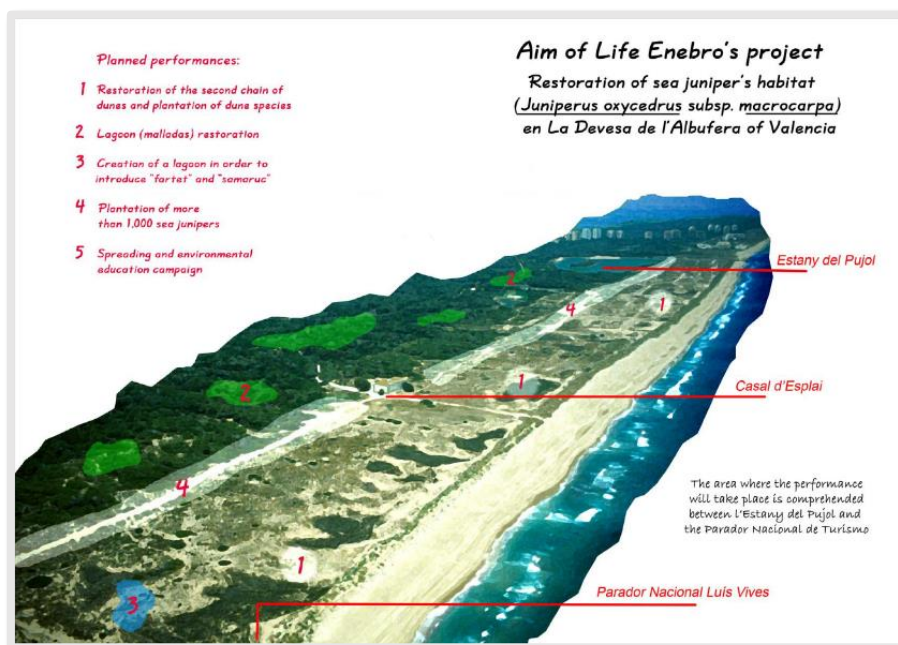 Planned performances:
1 Restoration of the second chain of
dunes and plantation of dune species
2 Lagoon (mallades) restoration
3 Creation of a lagoon in order to
introduce "fartet" and "samaruc"
4 Plantation of more
than 1,000 sea junipers
5 Spreading and environmental
education campaign
Aim of Life Enebro's project
Restoration of sea juniper's habitat
(Juniperus oxycedrus subsp. macrocarpa)
en La Devesa de l'Albufera of Valencia
2
Estany del Pujol
4
1
1
2
Casal d'Esplai
4
The area where the performance
will take place is comprehended
between l'Estany del Pujol and
the Parador Nacional de Turismo
1
Parador Nacional Luís Vives
3